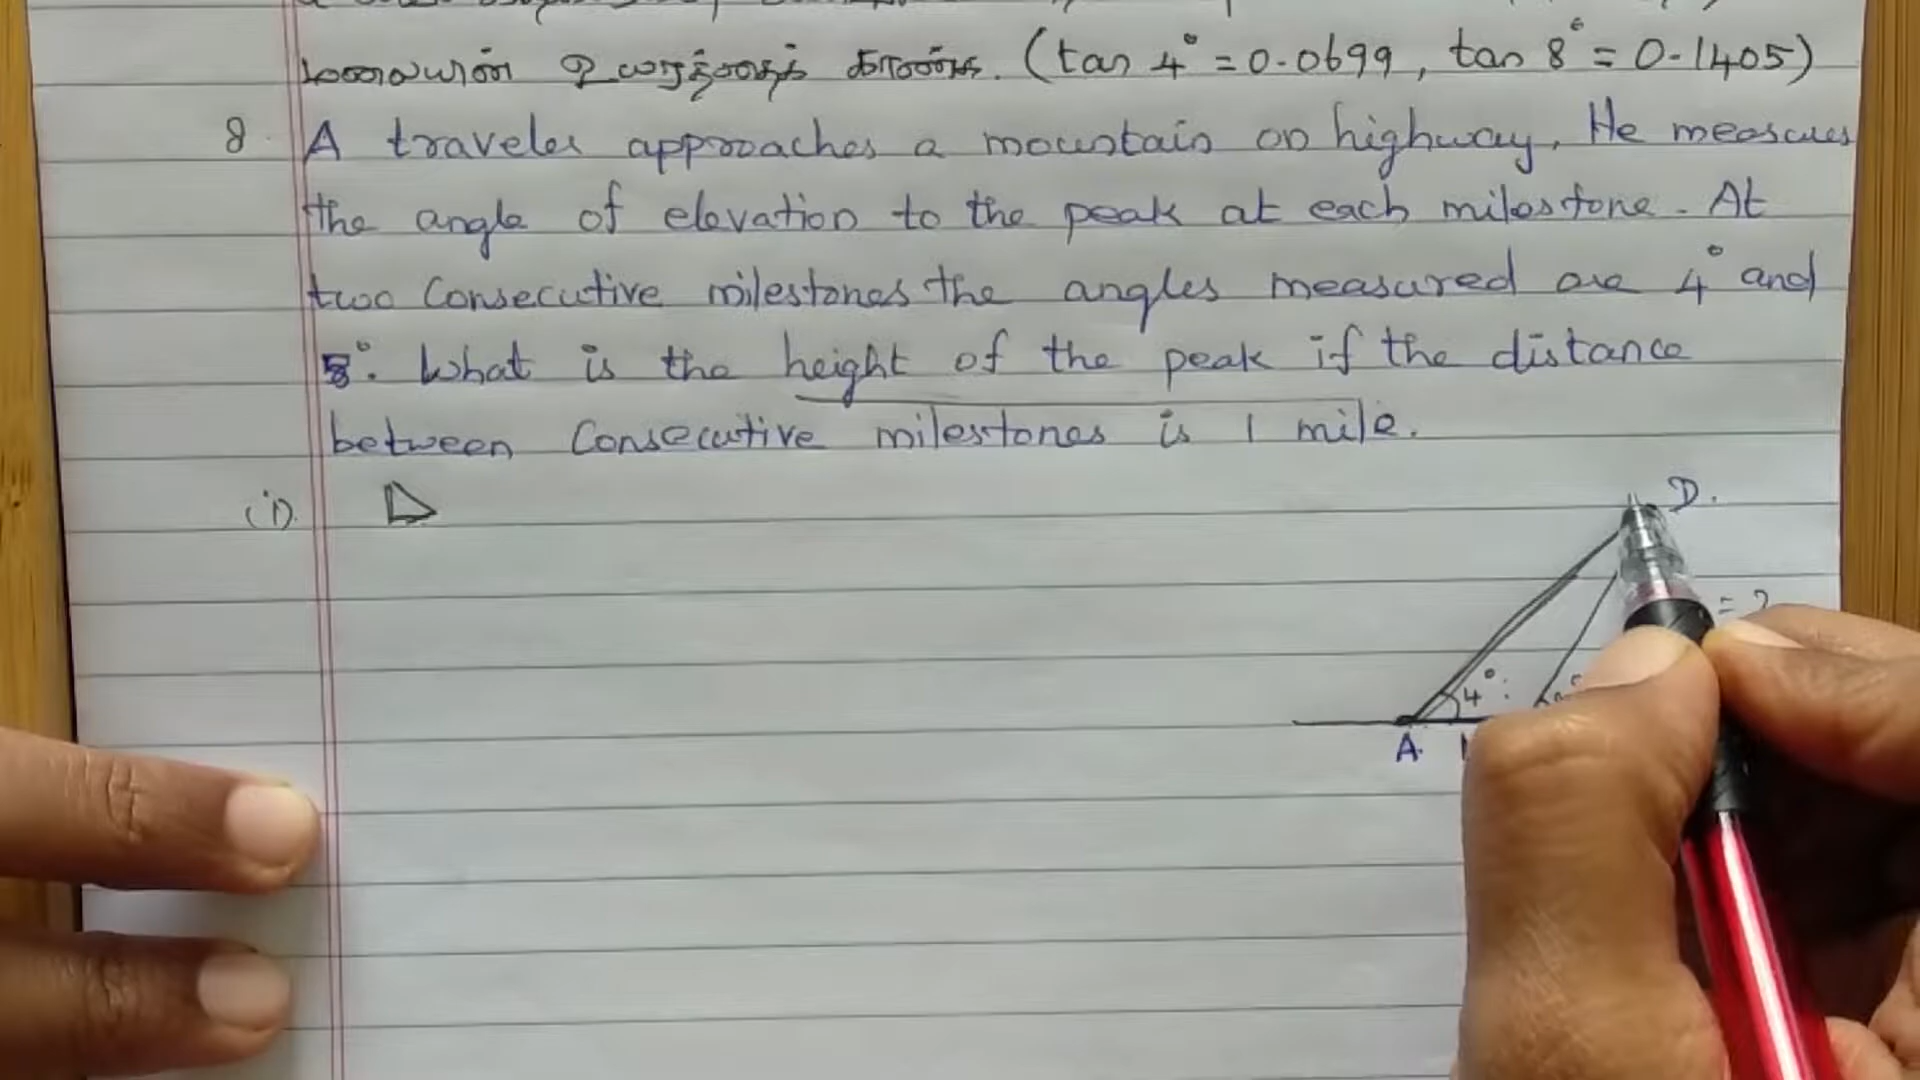 மலையின் உயரத்தைக் காண்க. (tan 4° = 0.0699, tan 8° = 0.1405)
8. A traveler approaches a mountain on highway. He measures
the angle of elevation to the peak at each milestone. At
two Consecutive milestones the angles measured are 4° and
8°. What is the height of the peak if the distance
between Consecutive milestones is 1 mile.
(i)
D.
= ?
4°
A.